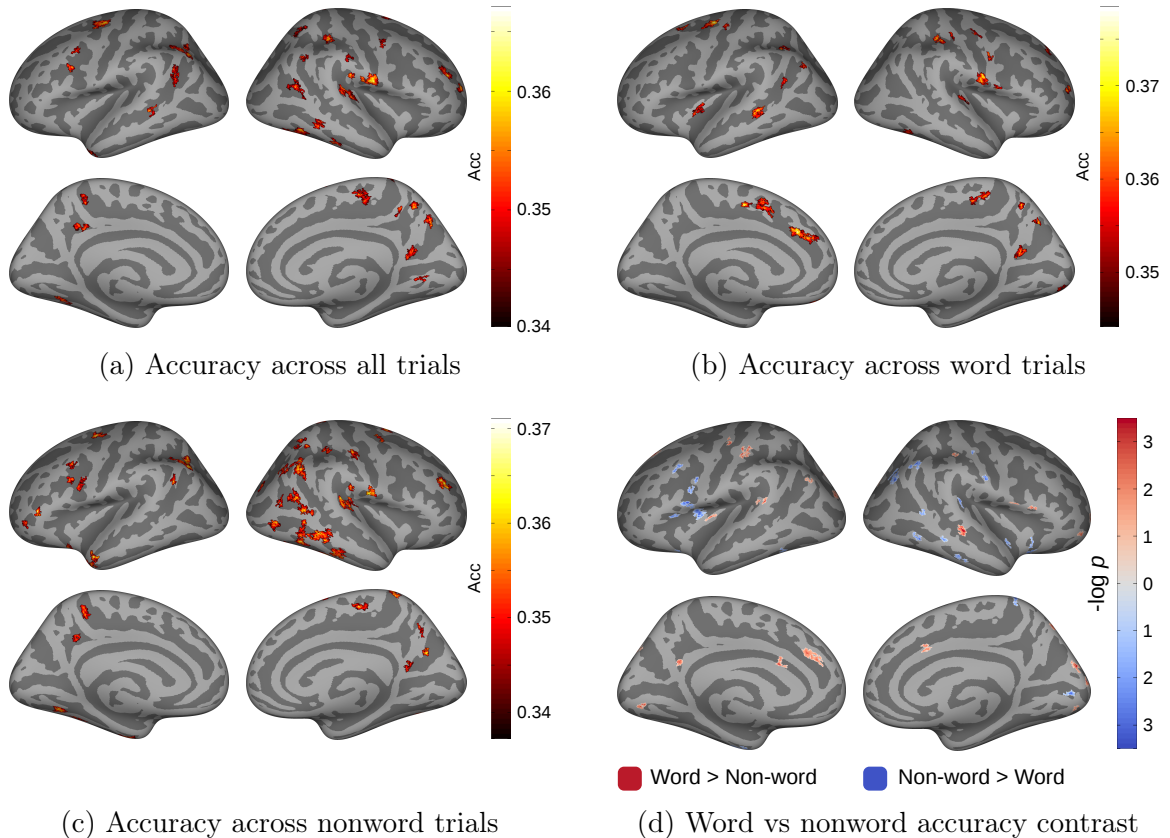 0.36
0.35
0.34
Acc
(a) Accuracy across all trials
0.37
0.36
0.35
Acc
(b) Accuracy across word trials
0.37
0.36
0.35
0.34
Acc
(c) Accuracy across nonword trials
3
2
1
0
1
2
3
-log p
Word > Non-word
Non-word > Word
(d) Word vs nonword accuracy contrast